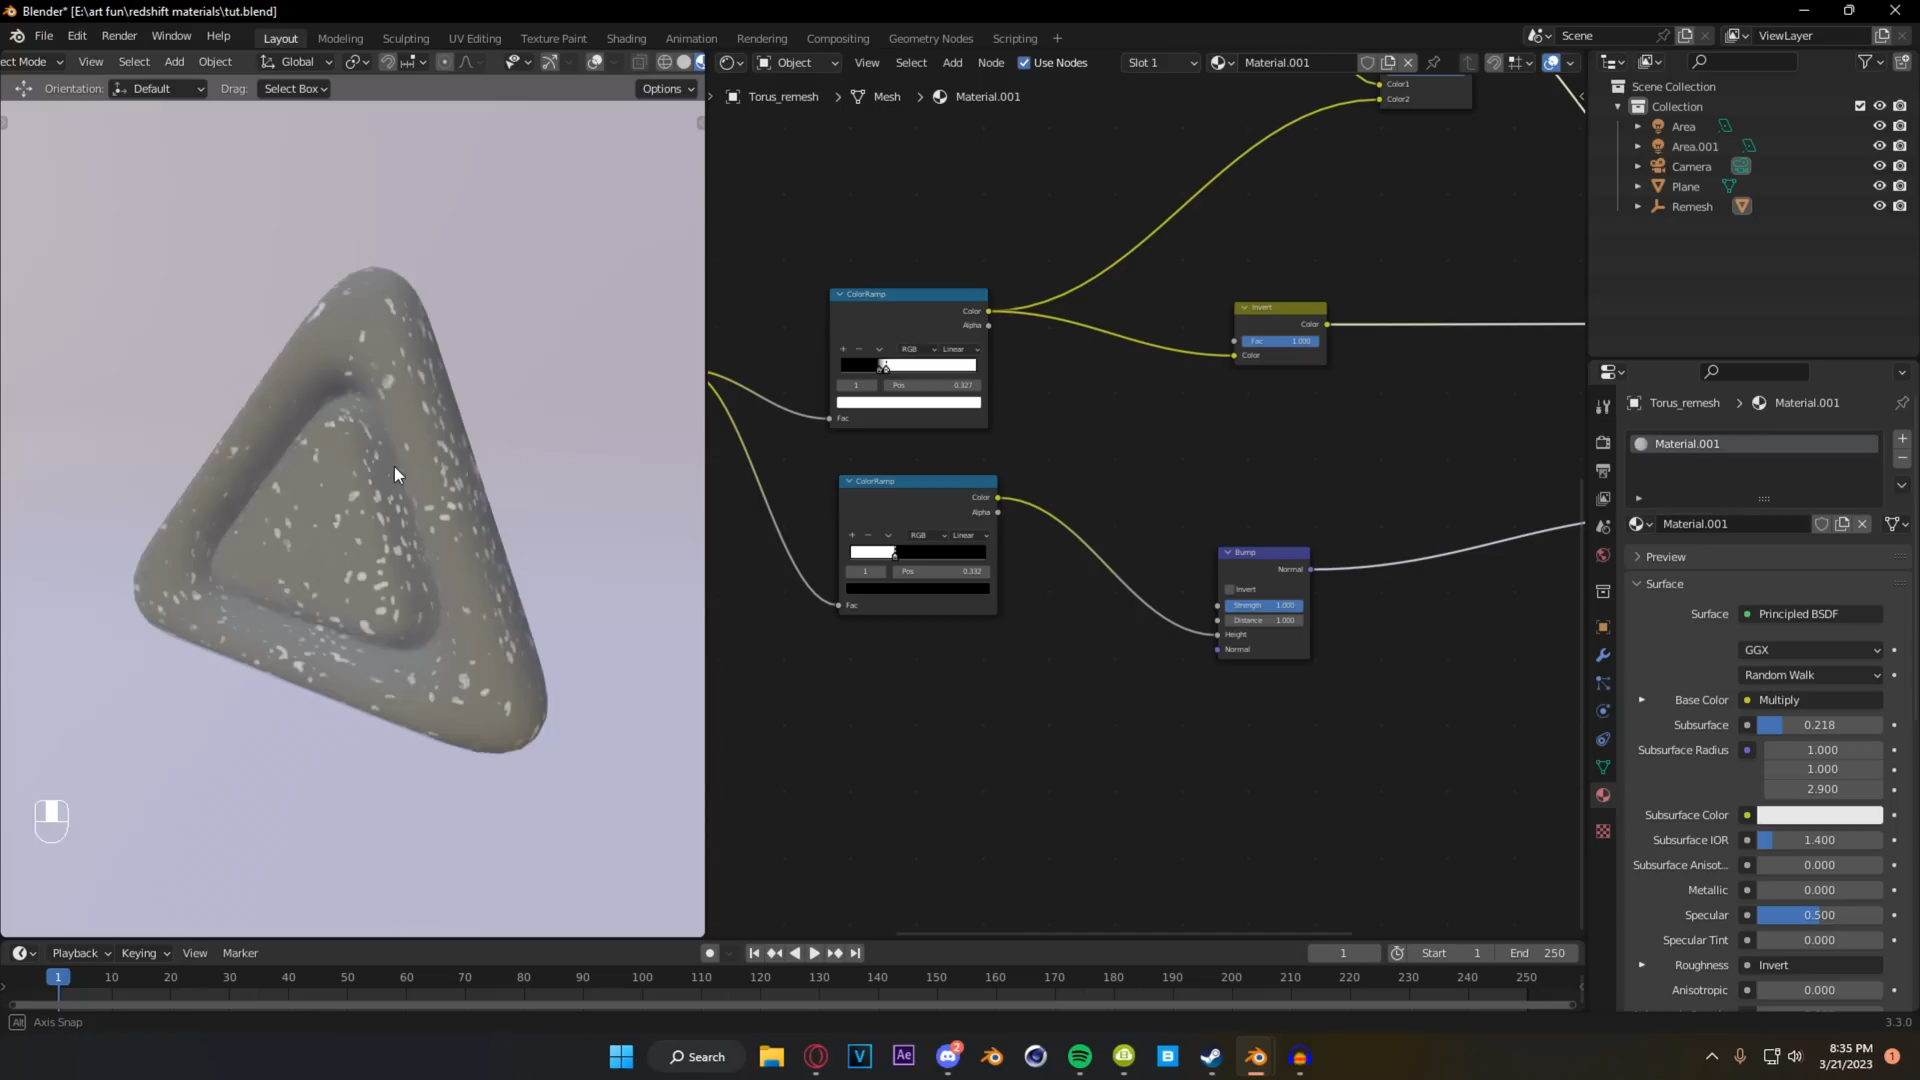 Blender* [E:\art fun\redshift materials\tut.blend]
File Edit Render Window Help Layout Modeling Sculpting UV Editing Texture Paint Shading Animation Rendering Compositing Geometry Nodes Scripting + Scene ViewLayer
ect Mode View Select Add Object Global Object View Select Add Node Use Nodes Slot 1 Material.001
Orientation: Default Drag: Select Box Options
Torus_remesh > Mesh > Material.001
Scene Collection
Collection
Area
Area.001
Camera
Plane
Remesh
Color1
Color2
ColorRamp
Color
Alpha
RGB Linear
1 Pos 0.327
Fac
Invert
Color
Fac 1.000
Color
ColorRamp
Color
Alpha
RGB Linear
1 Pos 0.332
Fac
Bump
Normal
Invert
Strength 1.000
Distance 1.000
Height
Normal
Torus_remesh > Material.001
Material.001
Material.001
Preview
Surface
Surface Principled BSDF
GGX
Random Walk
Base Color Multiply
Subsurface 0.218
Subsurface Radius 1.000
1.000
2.900
Subsurface Color
Subsurface IOR 1.400
Subsurface Anisot... 0.000
Metallic 0.000
Specular 0.500
Specular Tint 0.000
Roughness Invert
Anisotropic 0.000
Playback Keying View Marker 1 Start 1 End 250
1 10 20 30 40 50 60 70 80 90 100 110 120 130 140 150 160 170 180 190 200 210 220 230 240 250
Alt Axis Snap
3.3.0
Search V Ae 2 B
8:35 PM
3/21/2023
1